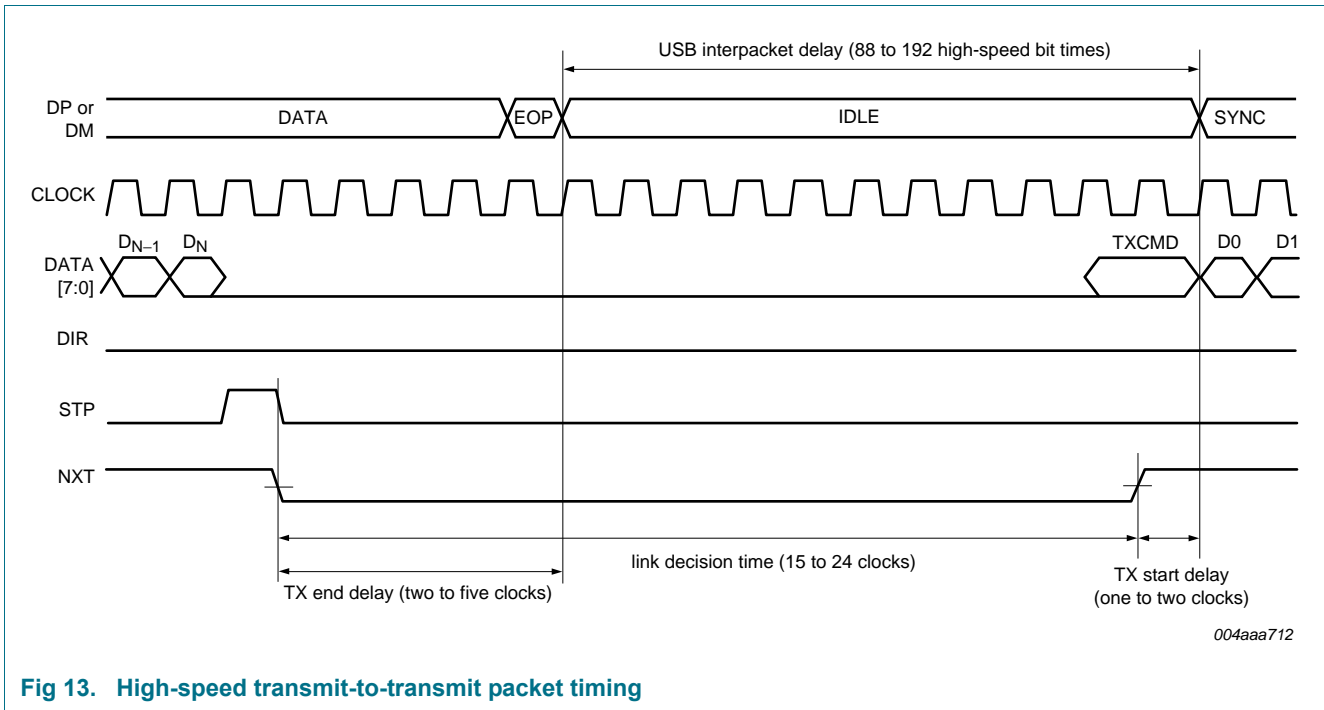 USB interpacket delay (88 to 192 high-speed bit times)
DP or
DM
DATA
EOP
IDLE
SYNC
CLOCK
DN−1
DN
TXCMD
D0
D1
DATA
[7:0]
DIR
STP
NXT
link decision time (15 to 24 clocks)
TX end delay (two to five clocks)
TX start delay
(one to two clocks)
004aaa712
Fig 13. High-speed transmit-to-transmit packet timing